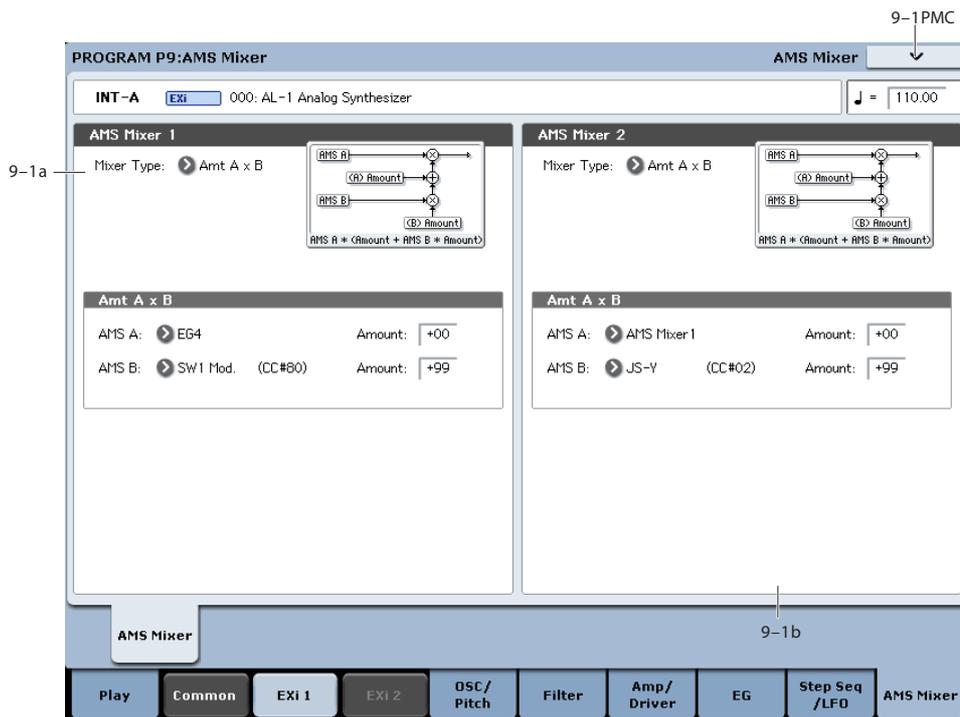 9–1PMC
PROGRAM P9:AMS Mixer AMS Mixer
INT-A EXi 000: AL-1 Analog Synthesizer ♩ = 110.00
AMS Mixer 1
9–1a
Mixer Type: Amt A x B
AMS A
(A) Amount
AMS B
(B) Amount
AMS A * (Amount + AMS B * Amount)
Amt A x B
AMS A: EG4 Amount: +00
AMS B: SW1 Mod. (CC#80) Amount: +99
AMS Mixer 2
Mixer Type: Amt A x B
AMS A
(A) Amount
AMS B
(B) Amount
AMS A * (Amount + AMS B * Amount)
Amt A x B
AMS A: AMS Mixer1 Amount: +00
AMS B: JS-Y (CC#02) Amount: +99
9–1b
AMS Mixer
Play Common EXi 1 EXi 2 OSC/ Pitch Filter Amp/ Driver EG Step Seq /LFO AMS Mixer